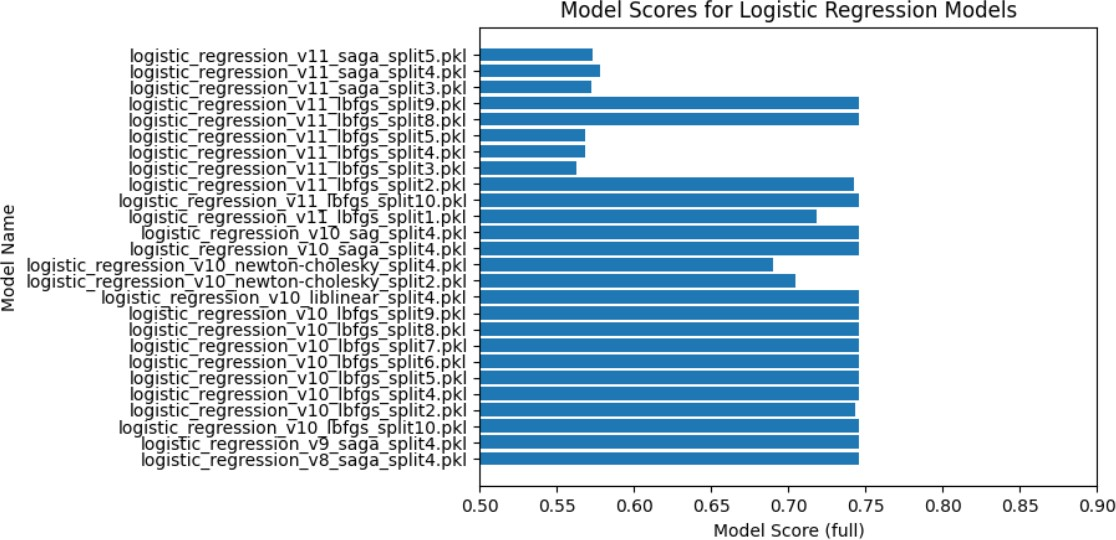 Model Scores for Logistic Regression Models
Model Name
logistic_regression_v11_saga_split5.pkl
logistic_regression_v11_saga_split4.pkl
logistic_regression_v11_saga_split3.pkl
logistic_regression_v11_lbfgs_split9.pkl
logistic_regression_v11_lbfgs_split8.pkl
logistic_regression_v11_lbfgs_split5.pkl
logistic_regression_v11_lbfgs_split4.pkl
logistic_regression_v11_lbfgs_split3.pkl
logistic_regression_v11_lbfgs_split2.pkl
logistic_regression_v11_lbfgs_split10.pkl
logistic_regression_v11_lbfgs_split1.pkl
logistic_regression_v10_sag_split4.pkl
logistic_regression_v10_saga_split4.pkl
logistic_regression_v10_newton-cholesky_split4.pkl
logistic_regression_v10_newton-cholesky_split2.pkl
logistic_regression_v10_liblinear_split4.pkl
logistic_regression_v10_lbfgs_split9.pkl
logistic_regression_v10_lbfgs_split8.pkl
logistic_regression_v10_lbfgs_split7.pkl
logistic_regression_v10_lbfgs_split6.pkl
logistic_regression_v10_lbfgs_split5.pkl
logistic_regression_v10_lbfgs_split4.pkl
logistic_regression_v10_lbfgs_split2.pkl
logistic_regression_v10_lbfgs_split10.pkl
logistic_regression_v9_saga_split4.pkl
logistic_regression_v8_saga_split4.pkl
0.50 0.55 0.60 0.65 0.70 0.75 0.80 0.85 0.90
Model Score (full)